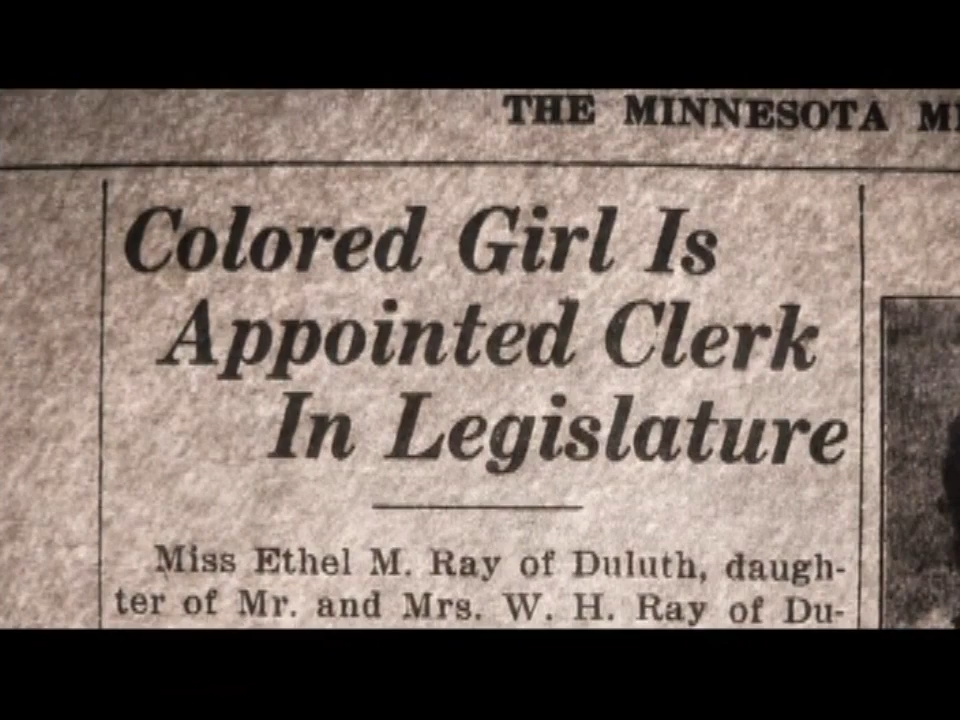 THE MINNESOTA
Colored Girl Is
Appointed Clerk
In Legislature
Miss Ethel M. Ray of Duluth, daugh-
ter of Mr. and Mrs. W. H. Ray of Du-